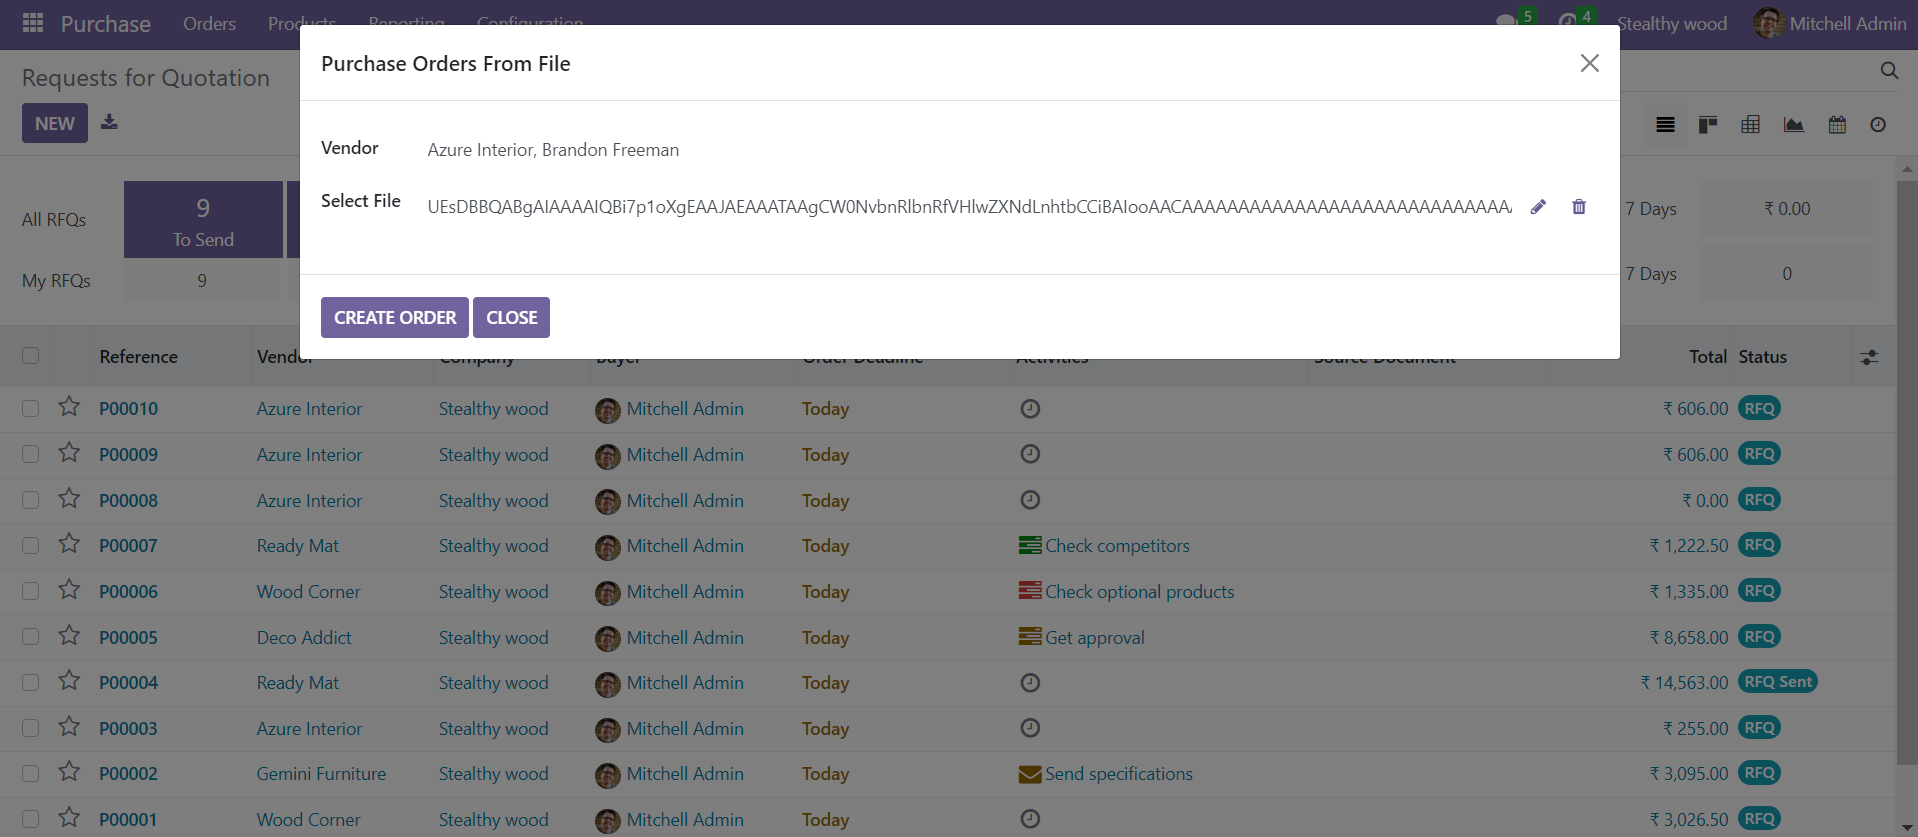 Purchase Orders Products Reporting Configuration 5 4 Stealthy wood Mitchell Admin
Requests for Quotation
NEW
Purchase Orders From File
Vendor Azure Interior, Brandon Freeman
Select File
CREATE ORDER CLOSE
All RFQs 9 To Send 7 Days ₹ 0.00
My RFQs 9 7 Days 0
Reference Vendor Company Buyer Order Deadline Activities Source Document Total Status
P00010 Azure Interior Stealthy wood Mitchell Admin Today ₹ 606.00 RFQ
P00009 Azure Interior Stealthy wood Mitchell Admin Today ₹ 606.00 RFQ
P00008 Azure Interior Stealthy wood Mitchell Admin Today ₹ 0.00 RFQ
P00007 Ready Mat Stealthy wood Mitchell Admin Today Check competitors ₹ 1,222.50 RFQ
P00006 Wood Corner Stealthy wood Mitchell Admin Today Check optional products ₹ 1,335.00 RFQ
P00005 Deco Addict Stealthy wood Mitchell Admin Today Get approval ₹ 8,658.00 RFQ
P00004 Ready Mat Stealthy wood Mitchell Admin Today ₹ 14,563.00 RFQ Sent
P00003 Azure Interior Stealthy wood Mitchell Admin Today ₹ 255.00 RFQ
P00002 Gemini Furniture Stealthy wood Mitchell Admin Today Send specifications ₹ 3,095.00 RFQ
P00001 Wood Corner Stealthy wood Mitchell Admin Today ₹ 3,026.50 RFQ